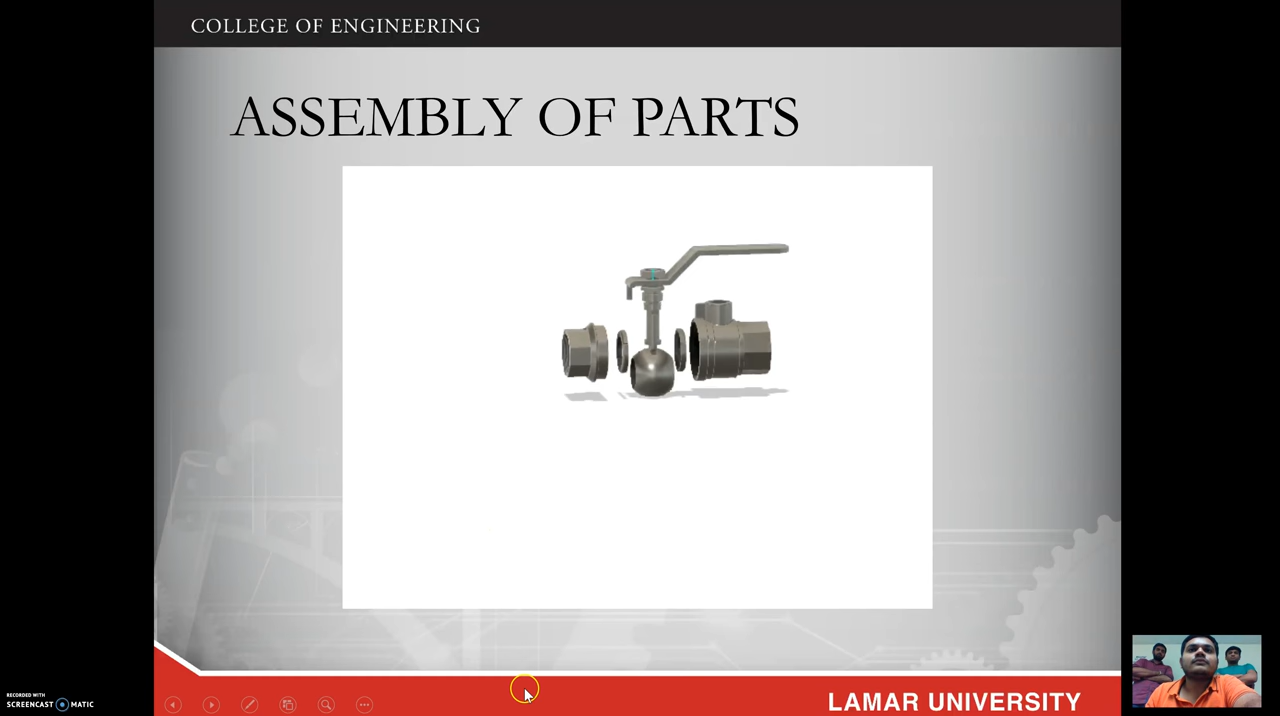 COLLEGE OF ENGINEERING
ASSEMBLY OF PARTS
LAMAR UNIVERSITY
RECORDED WITH
SCREENCAST MATIC